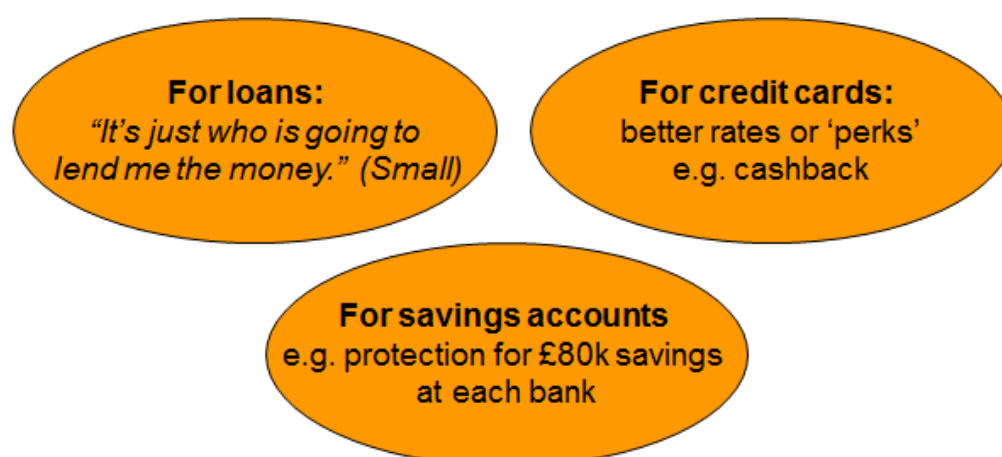 For loans:
“It’s just who is going to
lend me the money.” (Small)
For credit cards:
better rates or ‘perks’
e.g. cashback
For savings accounts
e.g. protection for £80k savings
at each bank